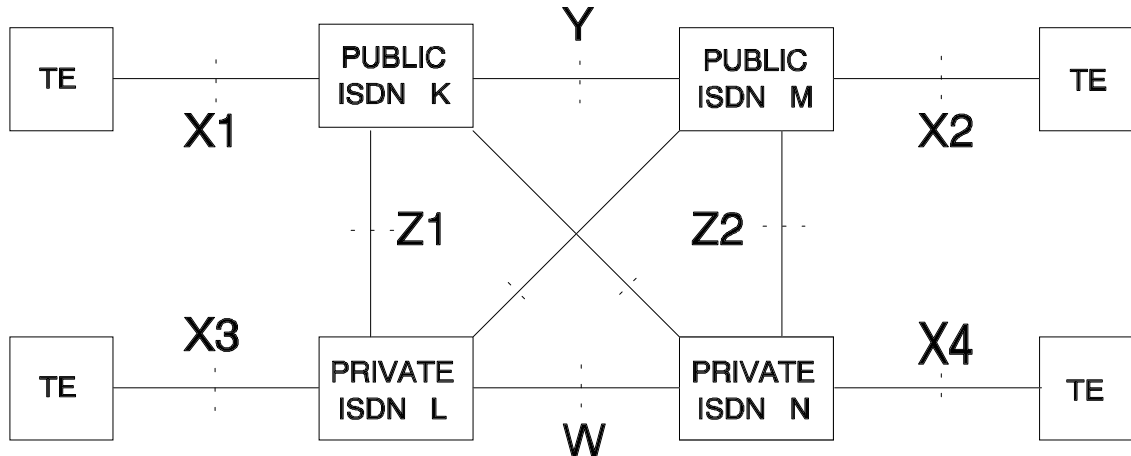 Y
TE
PUBLIC
ISDN K
PUBLIC
ISDN M
TE
X1
X2
Z1
Z2
X3
X4
TE
PRIVATE
ISDN L
PRIVATE
ISDN N
TE
W